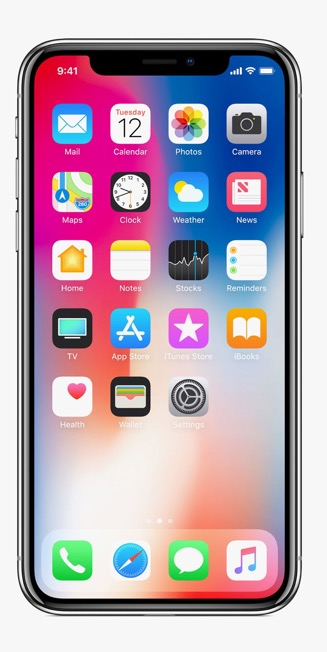 9:41
Tuesday
12
Mail Calendar Photos Camera
280
Maps Clock Weather News
Home Notes Stocks Reminders
TV App Store iTunes Store iBooks
Health Wallet Settings